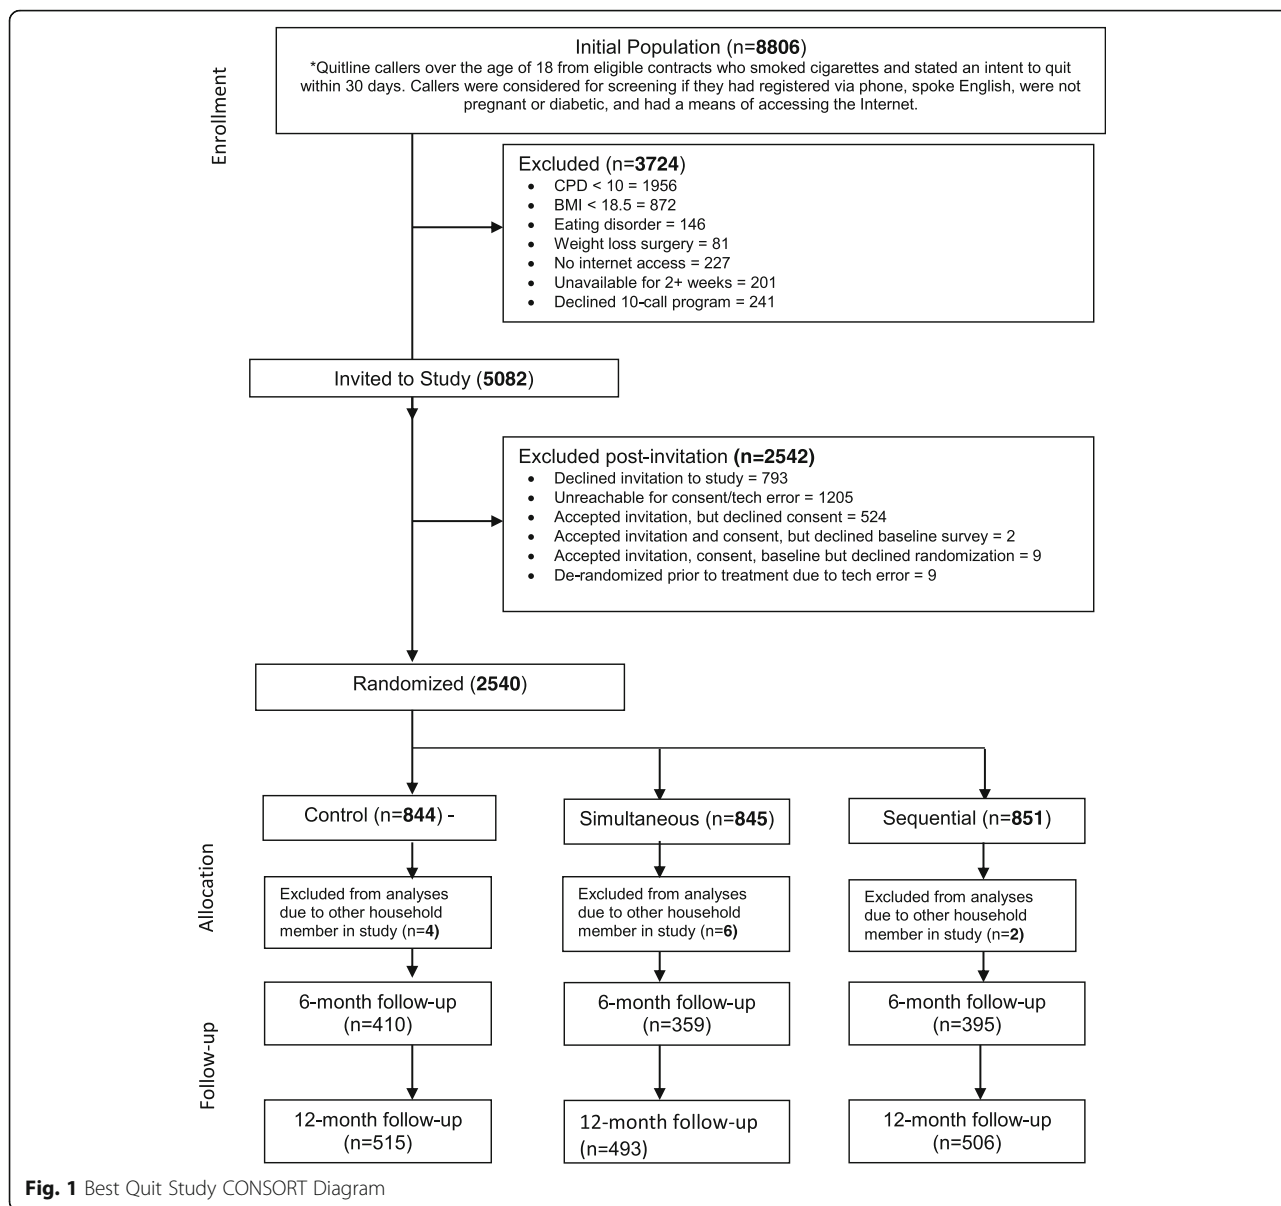 Enrollment
Initial Population (n=8806)
*Quitline callers over the age of 18 from eligible contracts who smoked cigarettes and stated an intent to quit
within 30 days. Callers were considered for screening if they had registered via phone, spoke English, were not
pregnant or diabetic, and had a means of accessing the Internet.
Excluded (n=3724)
• CPD < 10 = 1956
• BMI < 18.5 = 872
• Eating disorder = 146
• Weight loss surgery = 81
• No internet access = 227
• Unavailable for 2+ weeks = 201
• Declined 10-call program = 241
Invited to Study (5082)
Excluded post-invitation (n=2542)
• Declined invitation to study = 793
• Unreachable for consent/tech error = 1205
• Accepted invitation, but declined consent = 524
• Accepted invitation and consent, but declined baseline survey = 2
• Accepted invitation, consent, baseline but declined randomization = 9
• De-randomized prior to treatment due to tech error = 9
Randomized (2540)
Allocation
Control (n=844) -
Simultaneous (n=845)
Sequential (n=851)
Excluded from analyses
due to other household
member in study (n=4)
Excluded from analyses
due to other household
member in study (n=6)
Excluded from analyses
due to other household
member in study (n=2)
Follow-up
6-month follow-up
(n=410)
6-month follow-up
(n=359)
6-month follow-up
(n=395)
12-month follow-up
(n=515)
12-month follow-up
(n=493)
12-month follow-up
(n=506)
Fig. 1 Best Quit Study CONSORT Diagram